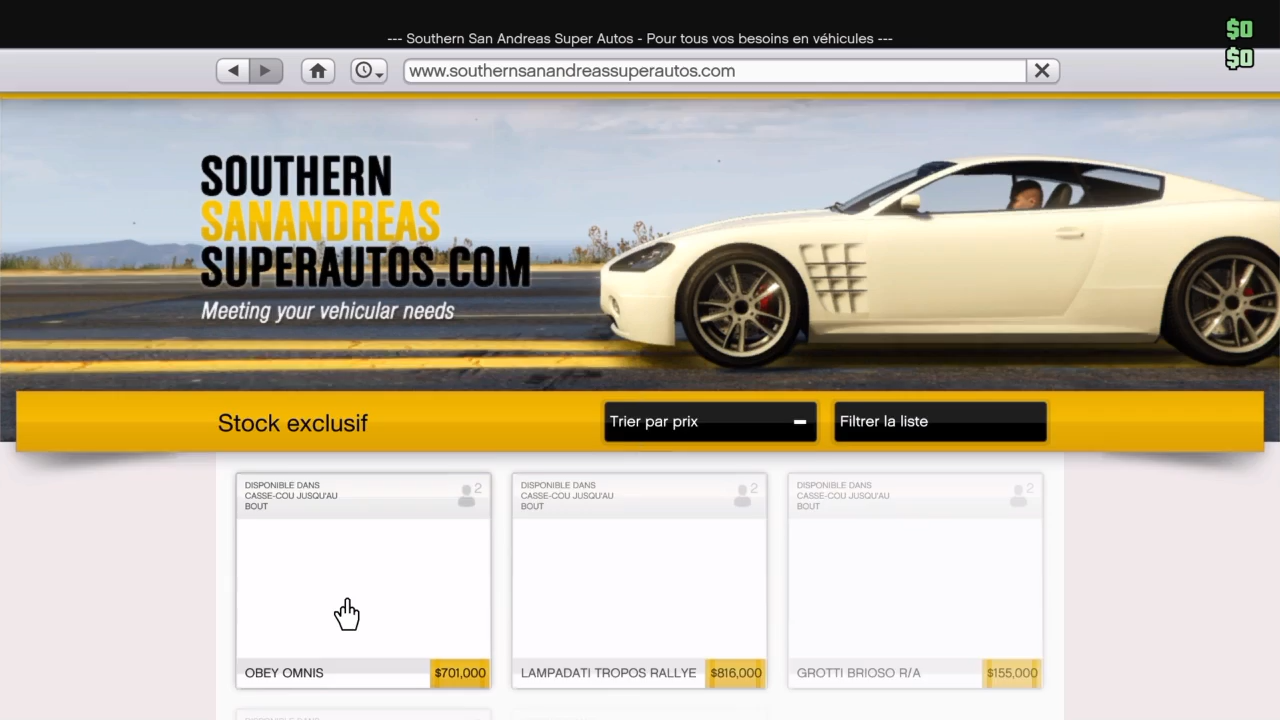 --- Southern San Andreas Super Autos - Pour tous vos besoins en véhicules ---
$0
$0
www.southernsanandreassuperautos.com
SOUTHERN
SANANDREAS
SUPERAUTOS.COM
Meeting your vehicular needs
Stock exclusif
Trier par prix
Filtrer la liste
DISPONIBLE DANS
CASSE-COU JUSQU'AU
BOUT
2
DISPONIBLE DANS
CASSE-COU JUSQU'AU
BOUT
2
DISPONIBLE DANS
CASSE-COU JUSQU'AU
BOUT
2
OBEY OMNIS
$701,000
LAMPADATI TROPOS RALLYE
$816,000
GROTTI BRIOSO R/A
$155,000